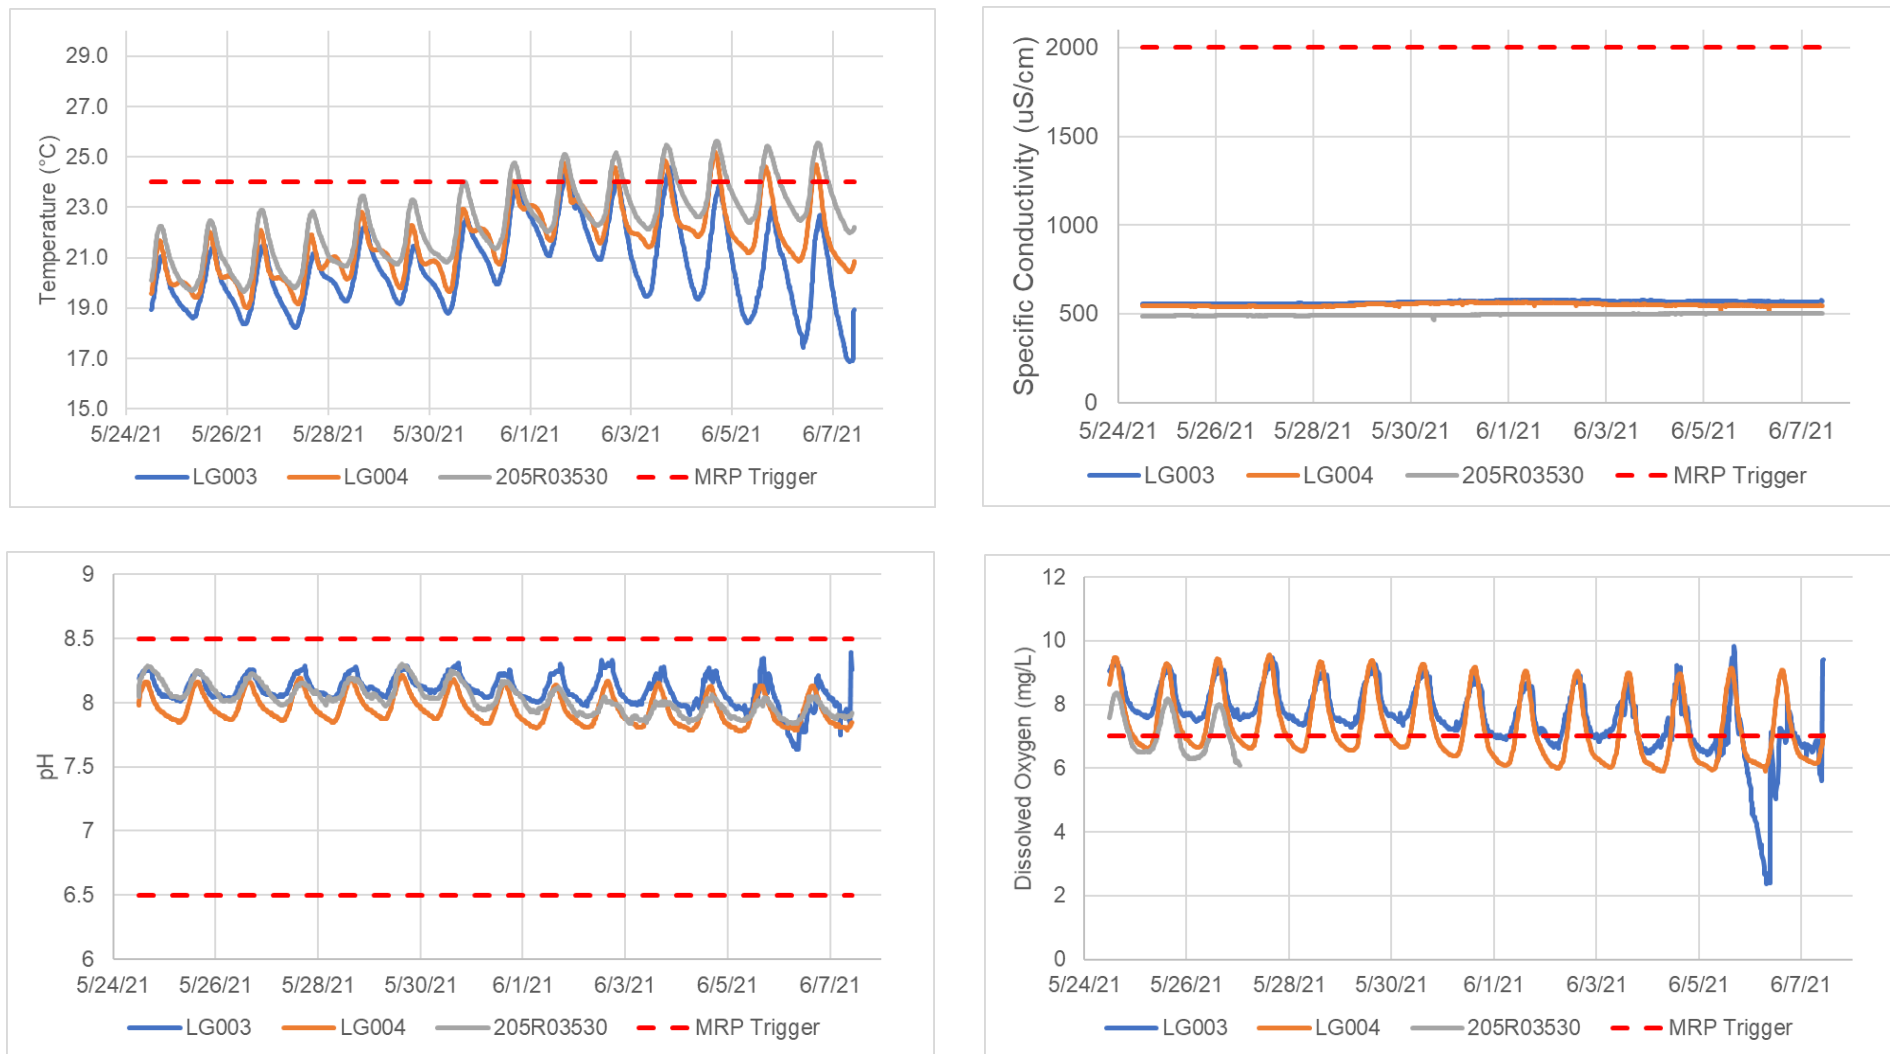 Temperature (°C)
29.0
27.0
25.0
23.0
21.0
19.0
17.0
15.0
5/24/21 5/26/21 5/28/21 5/30/21 6/1/21 6/3/21 6/5/21 6/7/21
LG003 LG004 205R03530 MRP Trigger
Specific Conductivity (uS/cm)
2000
1500
1000
500
0
5/24/21 5/26/21 5/28/21 5/30/21 6/1/21 6/3/21 6/5/21 6/7/21
LG003 LG004 205R03530 MRP Trigger
pH
9
8.5
8
7.5
7
6.5
6
5/24/21 5/26/21 5/28/21 5/30/21 6/1/21 6/3/21 6/5/21 6/7/21
LG003 LG004 205R03530 MRP Trigger
Dissolved Oxygen (mg/L)
12
10
8
6
4
2
0
5/24/21 5/26/21 5/28/21 5/30/21 6/1/21 6/3/21 6/5/21 6/7/21
LG003 LG004 205R03530 MRP Trigger